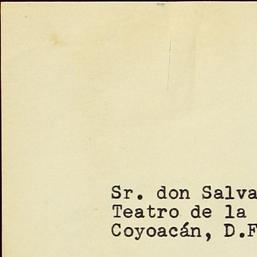 Sr. don Salva
Teatro de la
Coyoacán, D.F